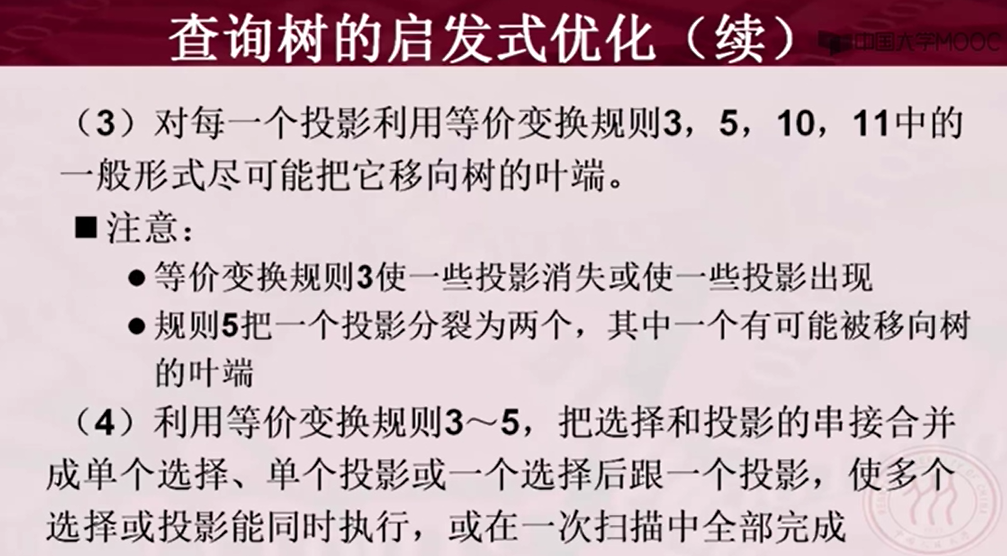 查询树的启发式优化（续）
中国大学MOOC
（3）对每一个投影利用等价变换规则3，5，10，11中的
一般形式尽可能把它移向树的叶端。
■ 注意：
● 等价变换规则3使一些投影消失或使一些投影出现
● 规则5把一个投影分裂为两个，其中一个有可能被移向树
的叶端
（4）利用等价变换规则3～5，把选择和投影的串接合并
成单个选择、单个投影或一个选择后跟一个投影，使多个
选择或投影能同时执行，或在一次扫描中全部完成